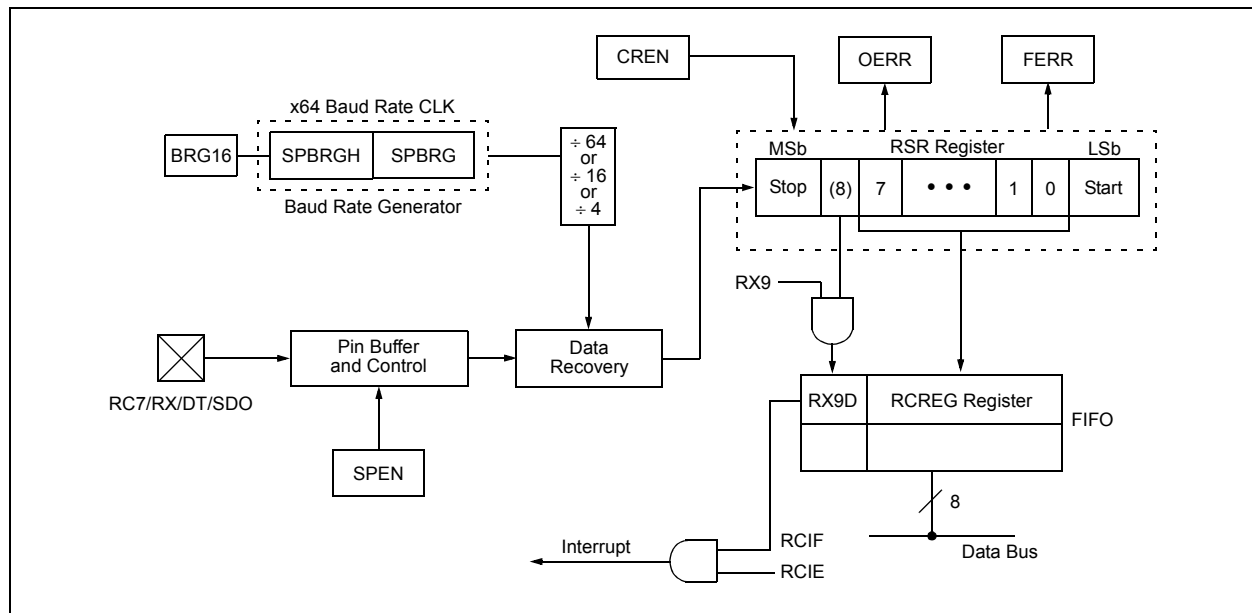 CREN
OERR
FERR
x64 Baud Rate CLK
BRG16
SPBRGH
SPBRG
Baud Rate Generator
÷ 64
or
÷ 16
or
÷ 4
MSb
RSR Register
LSb
Stop
(8)
7
• • •
1
0
Start
RX9
Pin Buffer
and Control
Data
Recovery
RC7/RX/DT/SDO
SPEN
RX9D
RCREG Register
FIFO
8
Data Bus
Interrupt
RCIF
RCIE